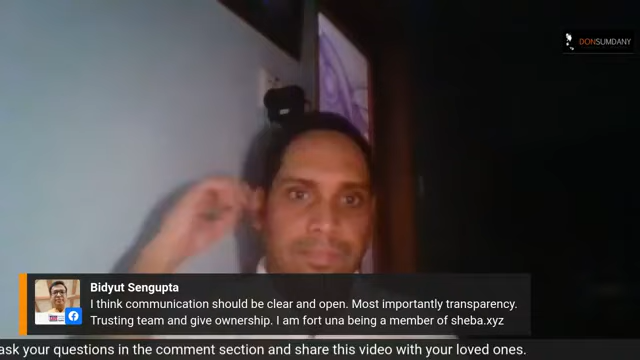 DONSUMDANY
Bidyut Sengupta
I think communication should be clear and open. Most importantly transparency.
Trusting team and give ownership. I am fort una being a member of sheba.xyz
ask your questions in the comment section and share this video with your loved ones.